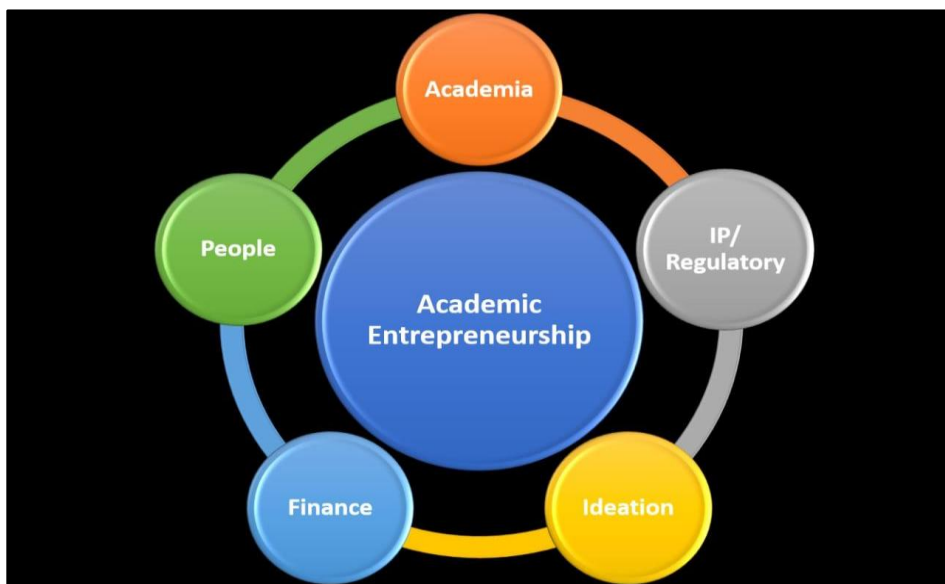 Academia
IP/
Regulatory
People
Academic
Entrepreneurship
Finance
Ideation